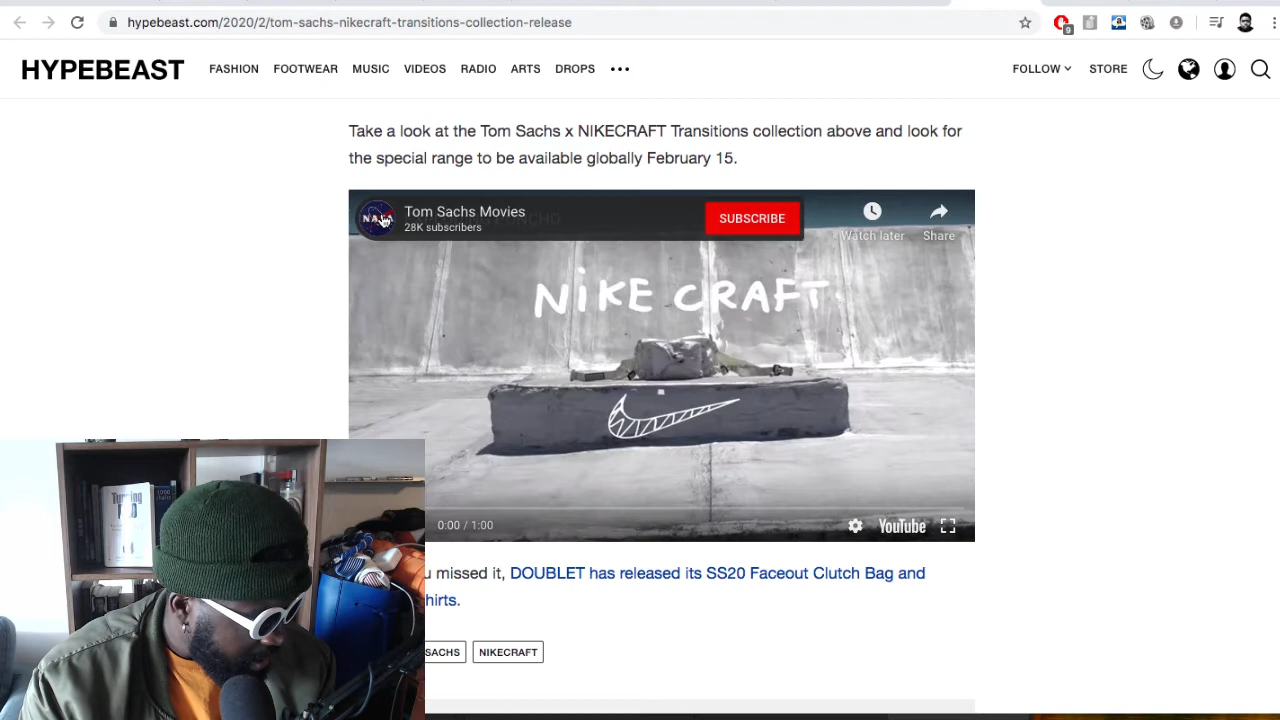 hypebeast.com/2020/2/tom-sachs-nikecraft-transitions-collection-release
9
HYPEBEAST FASHION FOOTWEAR MUSIC VIDEOS RADIO ARTS DROPS FOLLOW STORE
Take a look at the Tom Sachs x NIKECRAFT Transitions collection above and look for
the special range to be available globally February 15.
Tom Sachs Movies
28K subscribers
SUBSCRIBE
Watch later
Share
NIKE CRAFT
0:00 / 1:00
YouTube
u missed it, DOUBLET has released its SS20 Faceout Clutch Bag and
hirts.
SACHS
NIKECRAFT